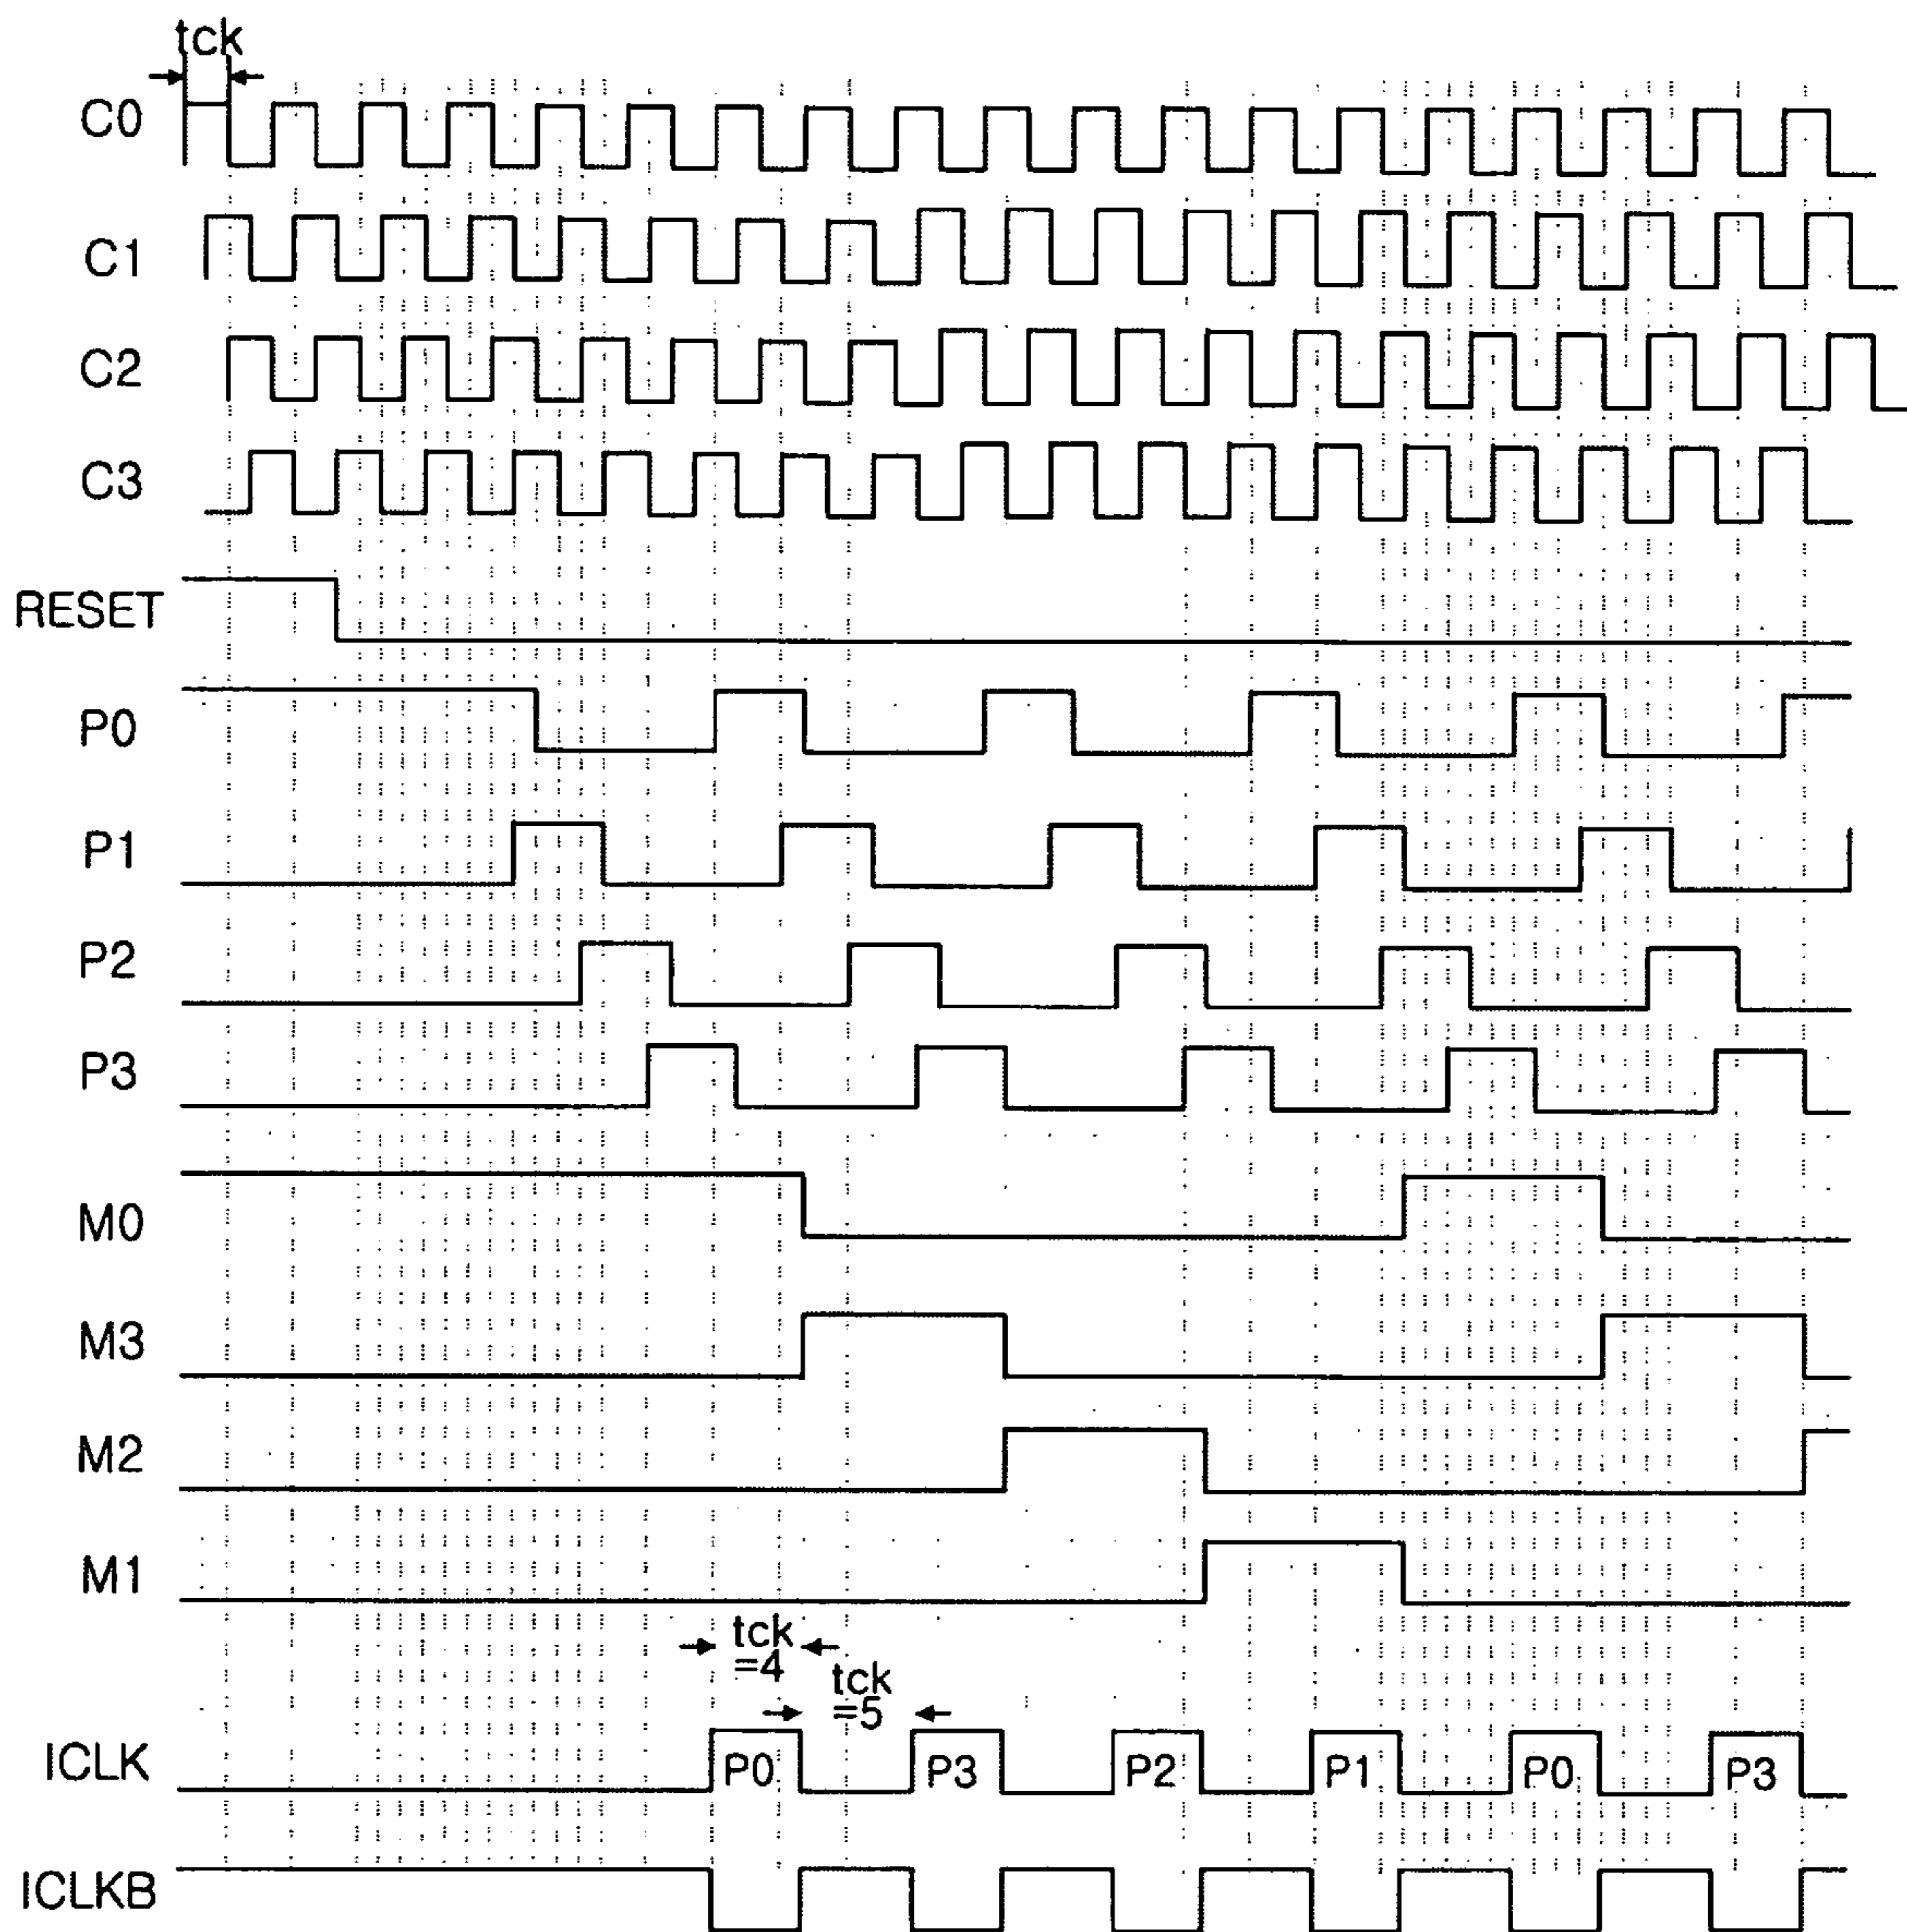 tck
C0
C1
C2
C3
RESET
P0
P1
P2
P3
M0
M3
M2
M1
tck
=4
tck
=5
ICLK
P0 P3 P2 P1 P0 P3
ICLKB